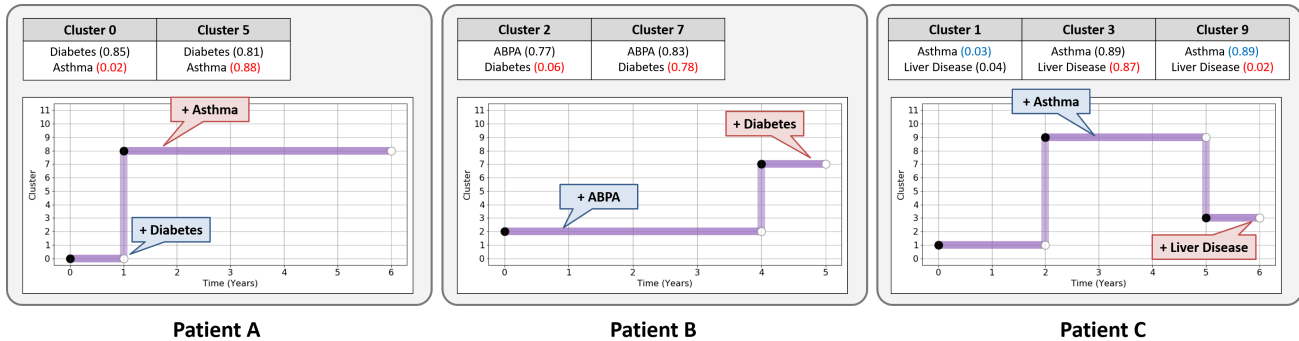 Cluster 0 Cluster 5
Diabetes (0.85) Diabetes (0.81)
Asthma (0.02) Asthma (0.88)
11
10
9
8
7
6
5
4
3
2
1
0
Cluster
+ Asthma
+ Diabetes
0 1 2 3 4 5 6
Time (Years)
Patient A
Cluster 2 Cluster 7
ABPA (0.77) ABPA (0.83)
Diabetes (0.06) Diabetes (0.78)
11
10
9
8
7
6
5
4
3
2
1
0
Cluster
+ Diabetes
+ ABPA
0 1 2 3 4 5
Time (Years)
Patient B
Cluster 1 Cluster 3 Cluster 9
Asthma (0.03) Asthma (0.89) Asthma (0.89)
Liver Disease (0.04) Liver Disease (0.87) Liver Disease (0.02)
11
10
9
8
7
6
5
4
3
2
1
0
Cluster
+ Asthma
+ Liver Disease
0 1 2 3 4 5 6
Time (Years)
Patient C